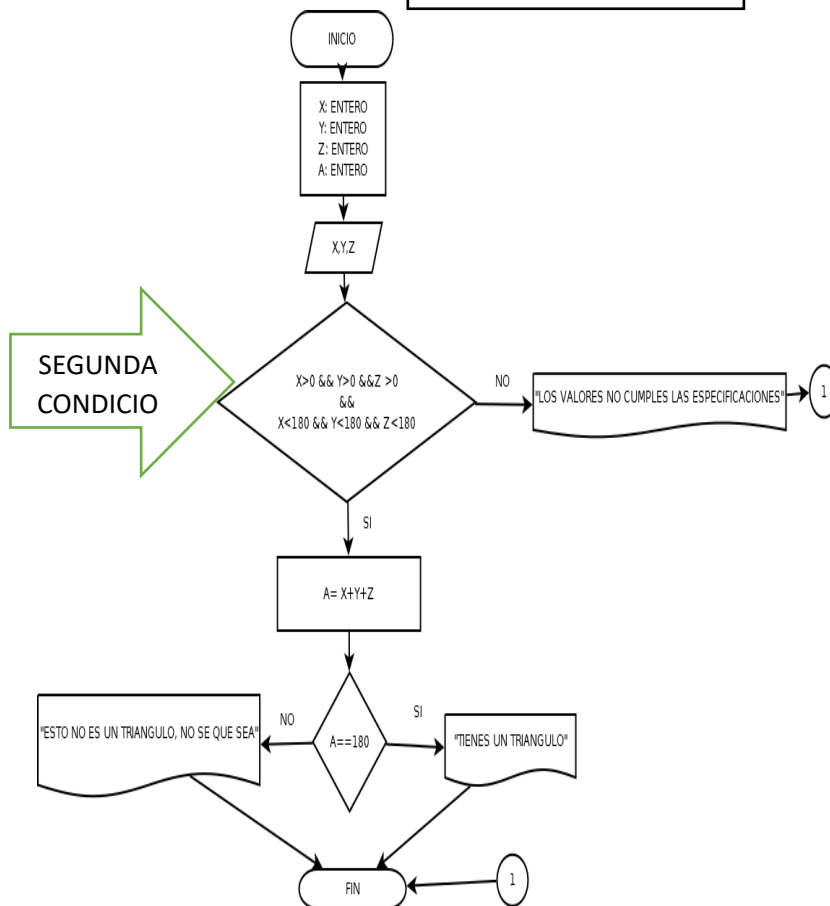 INICIO
X: ENTERO
Y: ENTERO
Z: ENTERO
A: ENTERO
X,Y,Z
SEGUNDA
CONDICIO
X>0 && Y>0 &&Z >0
&&
X<180 && Y<180 && Z<180
NO
"LOS VALORES NO CUMPLES LAS ESPECIFICACIONES"
1
SI
A= X+Y+Z
"ESTO NO ES UN TRIANGULO, NO SE QUE SEA"
NO
A==180
SI
"TIENES UN TRIANGULO"
FIN
1